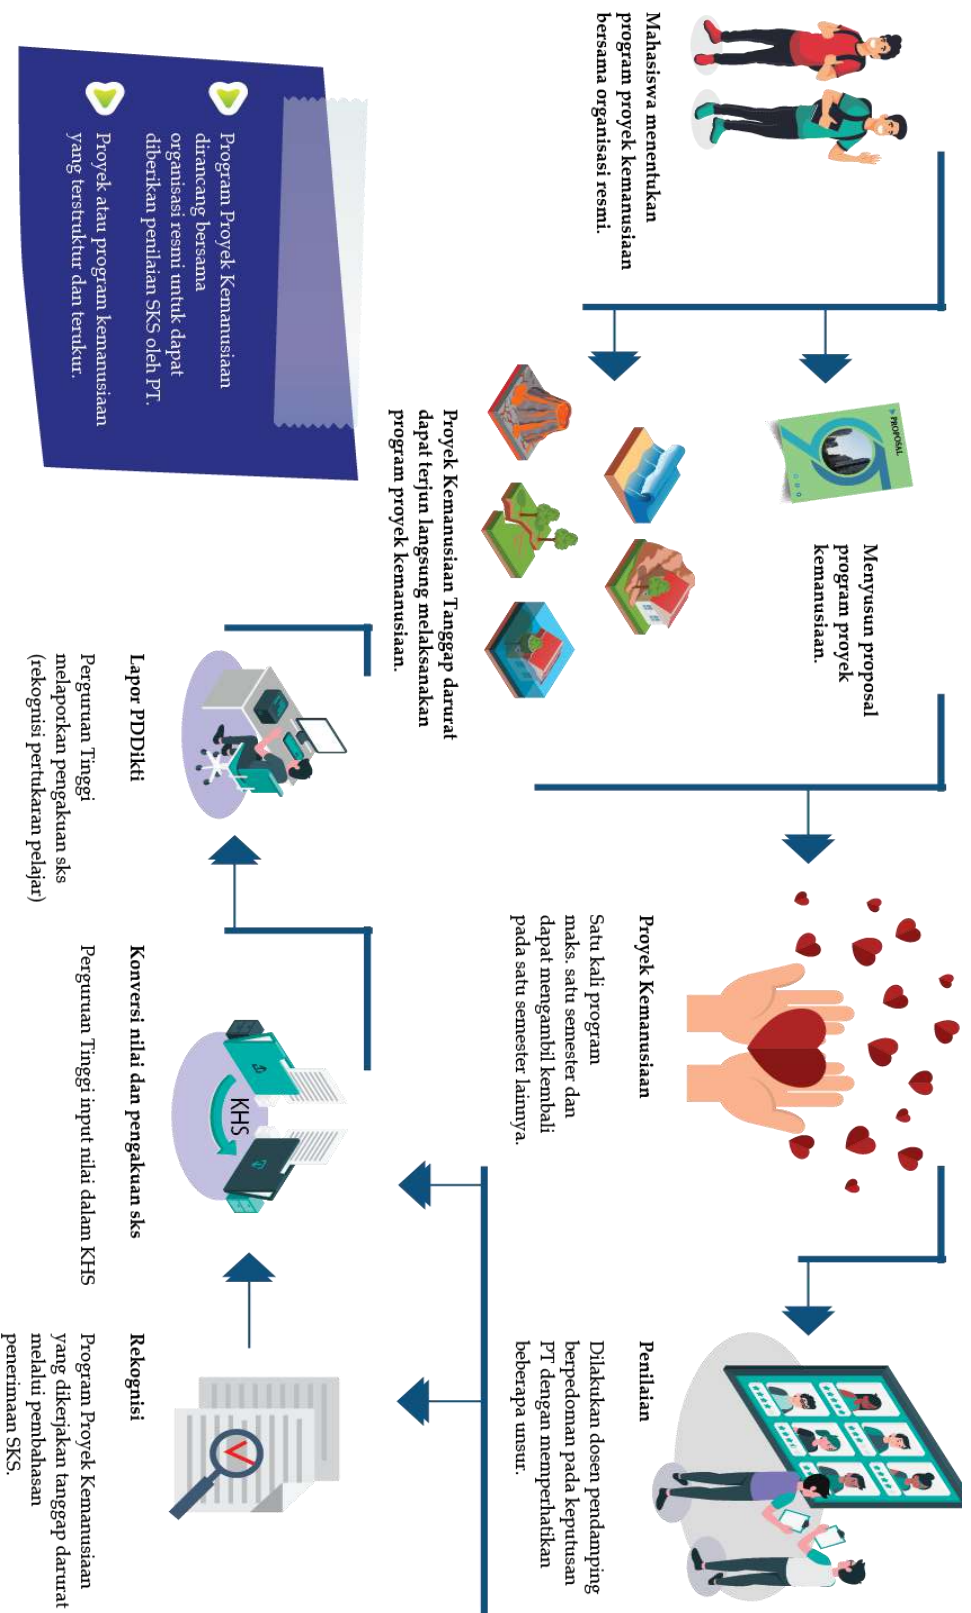 Mahasiswa menentukan
program proyek kemanusiaan
bersama organisasi resmi.
PROPOSAL
Menyusun proposal
program proyek
kemanusiaan.
Proyek Kemanusiaan Tanggap darurat
dapat terjun langsung melaksanakan
program proyek kemanusiaan.
Proyek Kemanusiaan
Satu kali program
maks. satu semester dan
dapat mengambil kembali
pada satu semester lainnya.
Penilaian
Dilakukan dosen pendamping
berpedoman pada keputusan
PT dengan memperhatikan
beberapa unsur.
Program Proyek Kemanusiaan
dirancang bersama
organisasi resmi untuk dapat
diberikan penilaian SKS oleh PT.
Proyek atau program kemanusiaan
yang terstruktur dan terukur.
Lapor PDDikti
Perguruan Tinggi
melaporkan pengakuan sks
(rekognisi pertukaran pelajar)
KHS
Konversi nilai dan pengakuan sks
Perguruan Tinggi input nilai dalam KHS
Rekognisi
Program Proyek Kemanusiaan
yang dikerjakan tanggap darurat
melalui pembahasan
penerimaan SKS.